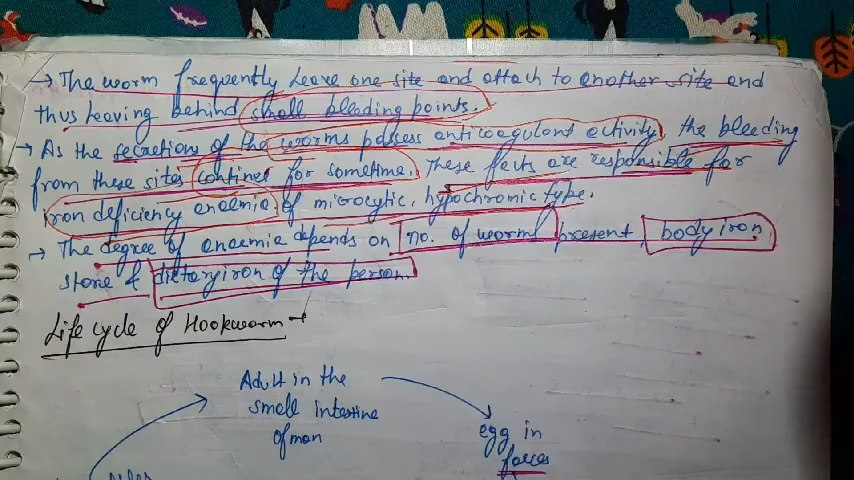 → The worm frequently leave one site and attach to another site and
thus leaving behind small bleeding points.
→ As the secretions of the worms possess anticoagulant activity, the bleeding
from these sites continue for sometime. These facts are responsible for
iron deficiency anaemia of microcytic, hypochromic type.
→ The degree of anaemia depends on no. of worms present, body iron
store & dietary iron of the person.
Life cycle of Hookworm →
Adult in the
small intestine
of man
egg in
faeces